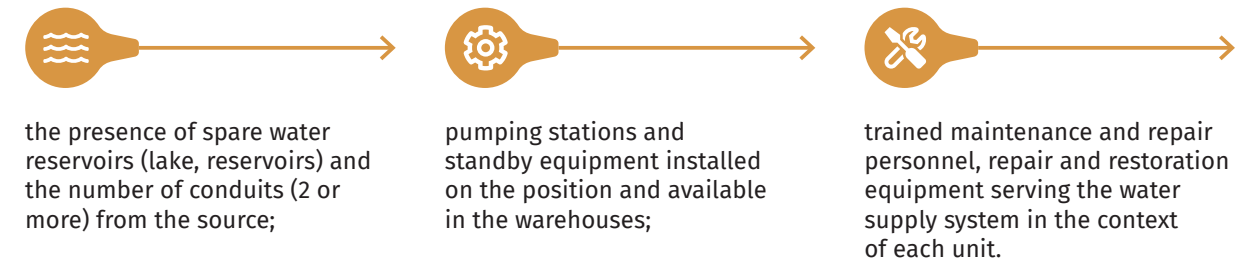 the presence of spare water
reservoirs (lake, reservoirs) and
the number of conduits (2 or
more) from the source;
pumping stations and
standby equipment installed
on the position and available
in the warehouses;
trained maintenance and repair
personnel, repair and restoration
equipment serving the water
supply system in the context
of each unit.